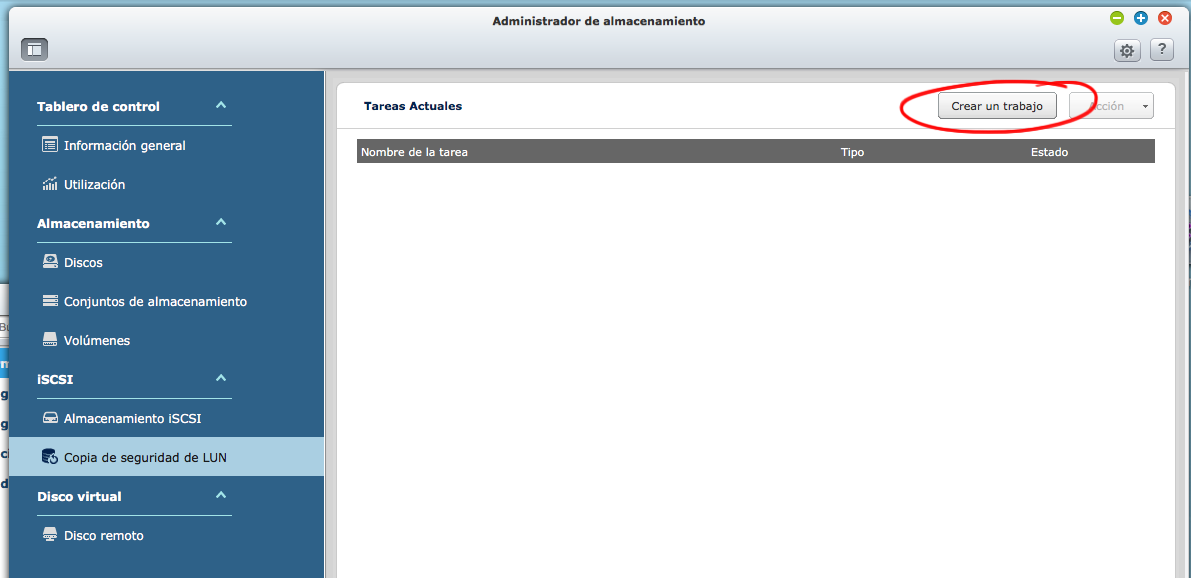 Administrador de almacenamiento
?
Tablero de control
Información general
Utilización
Almacenamiento
Discos
Conjuntos de almacenamiento
Volúmenes
iSCSI
Almacenamiento iSCSI
Copia de seguridad de LUN
Disco virtual
Disco remoto
Tareas Actuales
Crear un trabajo
Acción
Nombre de la tarea Tipo Estado